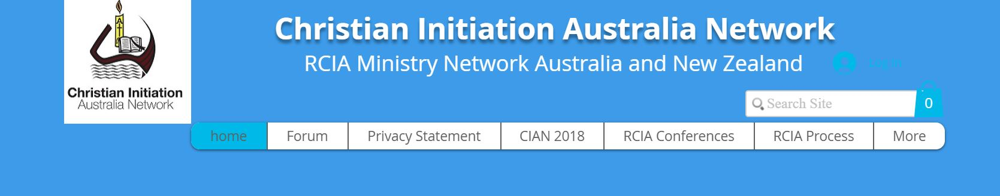 Christian Initiation Australia Network
RCIA Ministry Network Australia and New Zealand
Log In
Christian Initiation
Australia Network
Search Site
0
home
Forum
Privacy Statement
CIAN 2018
RCIA Conferences
RCIA Process
More